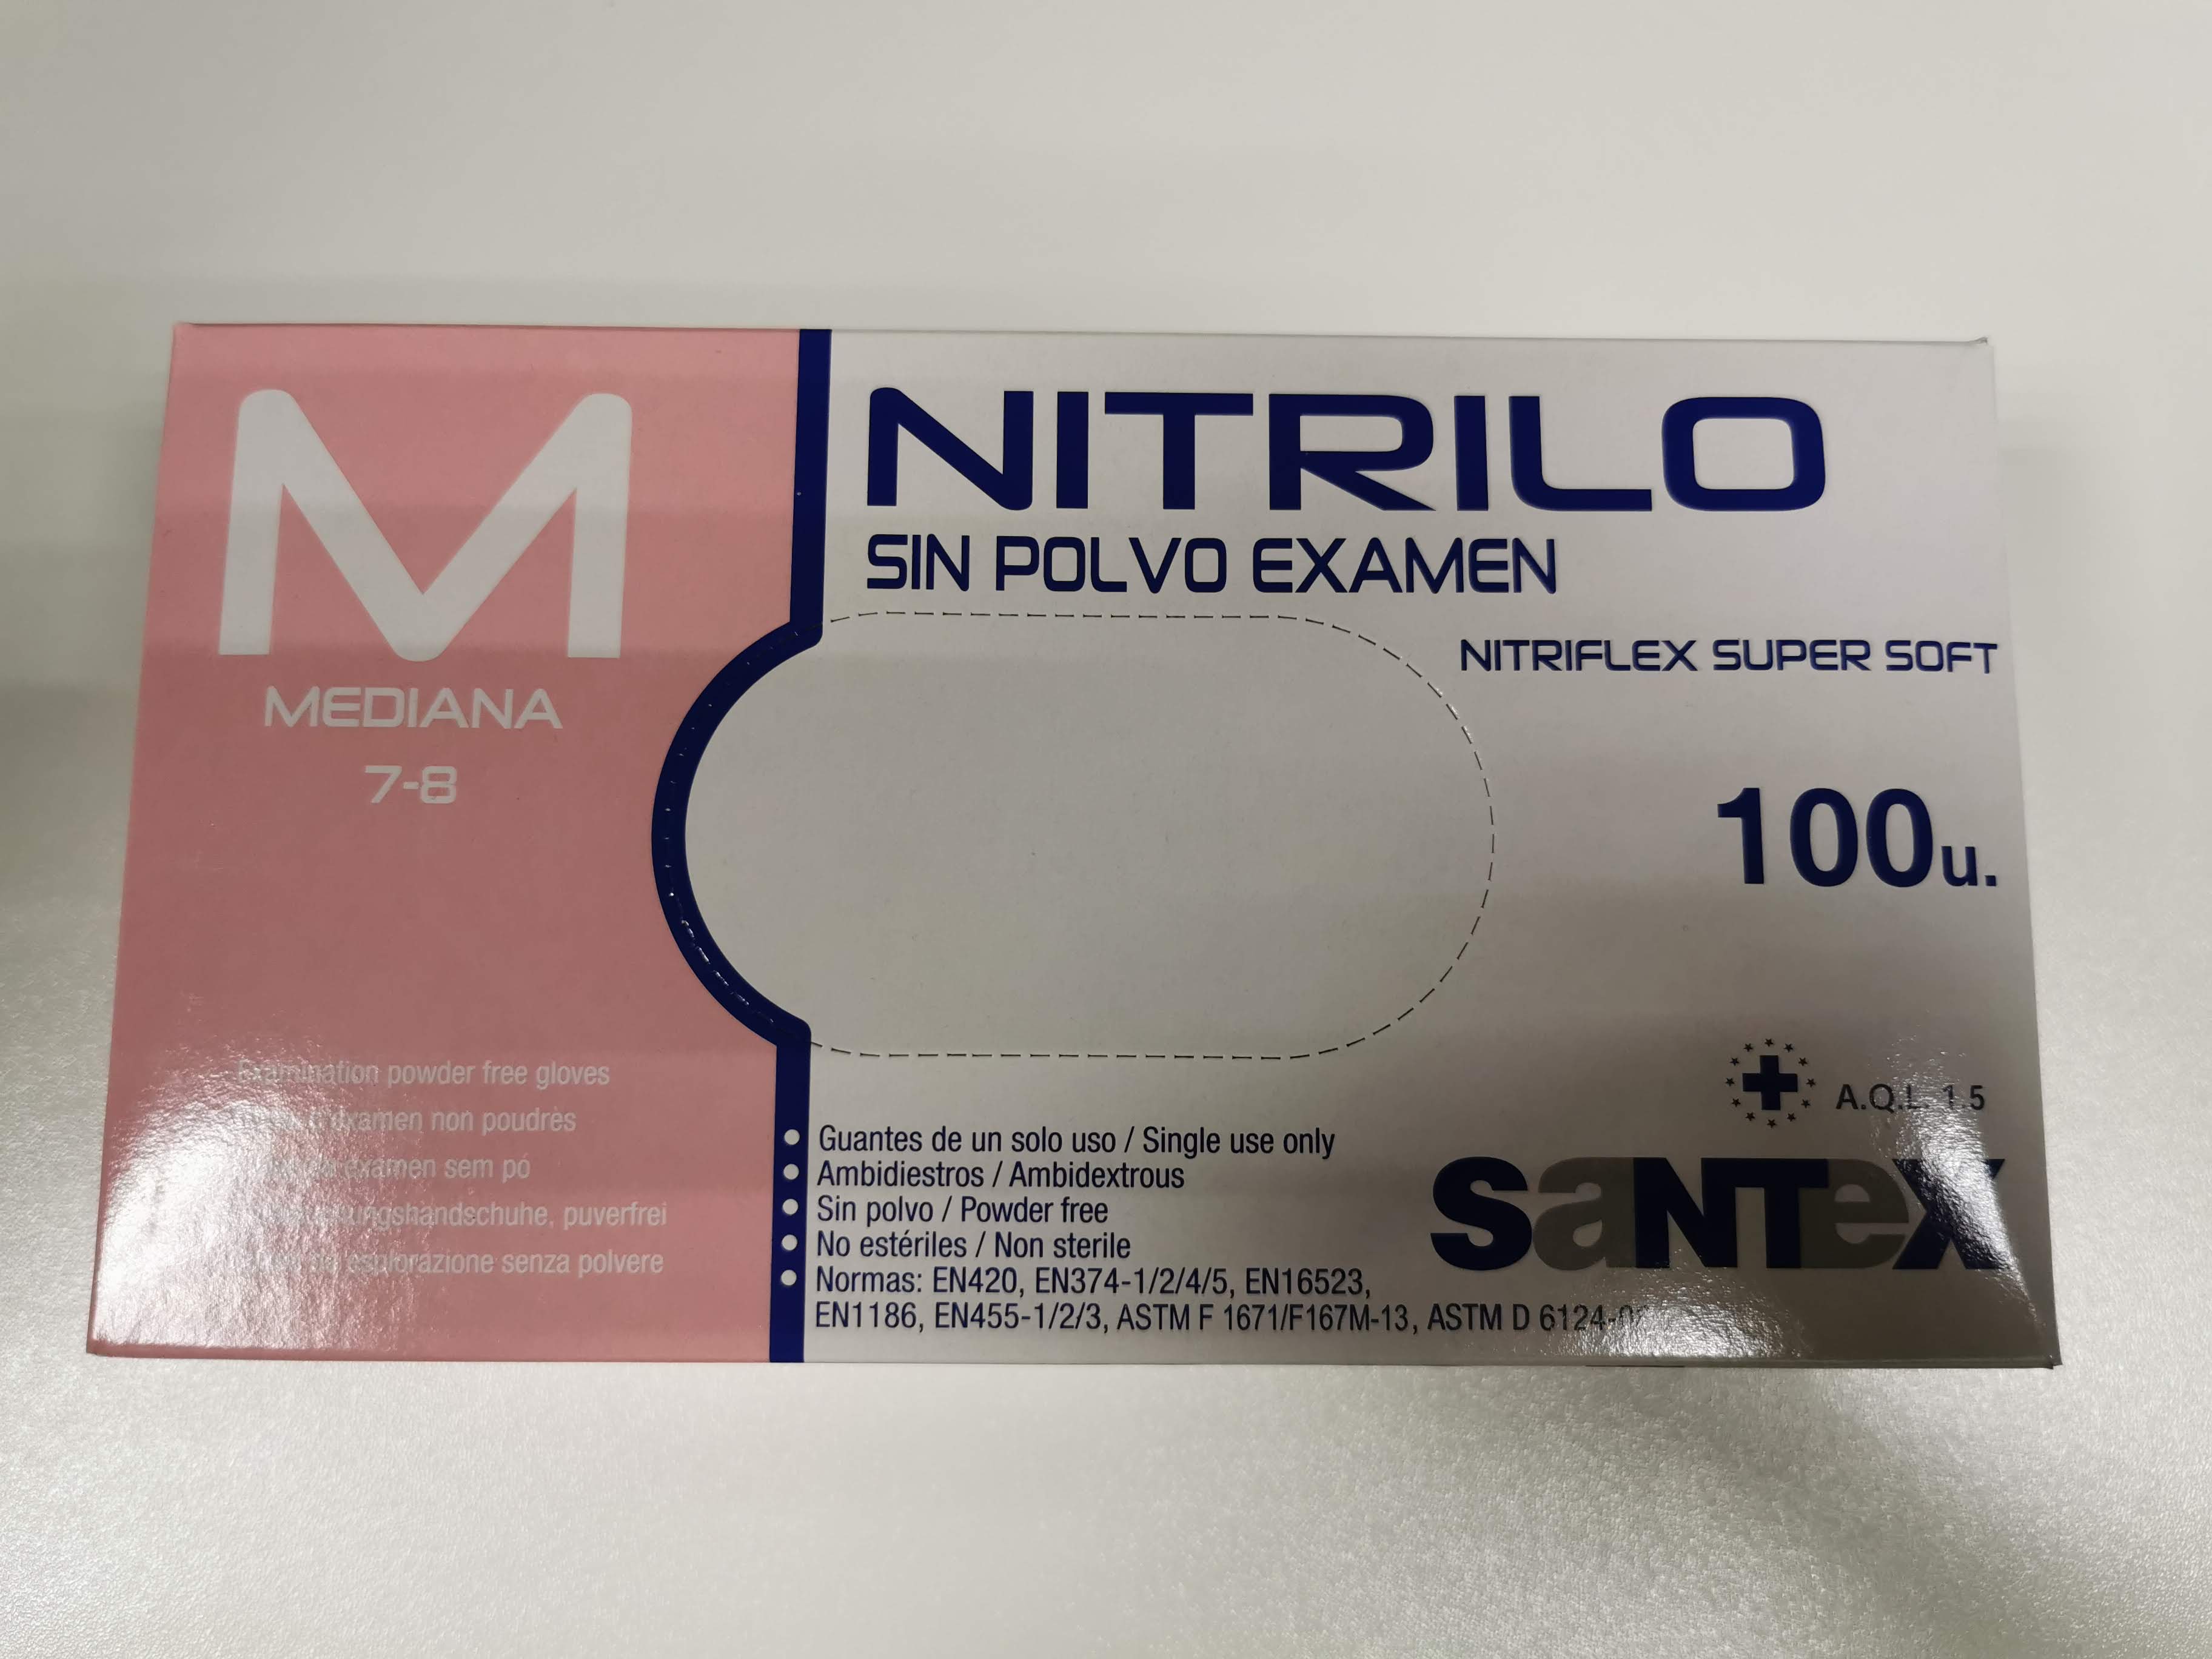 M
MEDIANA
7-8
NITRILO
SIN POLVO EXAMEN
NITRIFLEX SUPER SOFT
100u.
A.Q.L. 1.5
SaNTeX
Examination powder free gloves
examen non poudrés
examen sem pó
puverfrei
esplorazione senza polvere
Guantes de un solo uso / Single use only
Ambidiestros / Ambidextrous
Sin polvo / Powder free
No estériles / Non sterile
Normas: EN420, EN374-1/2/4/5, EN16523,
EN1186, EN455-1/2/3, ASTM F 1671/F167M-13, ASTM D